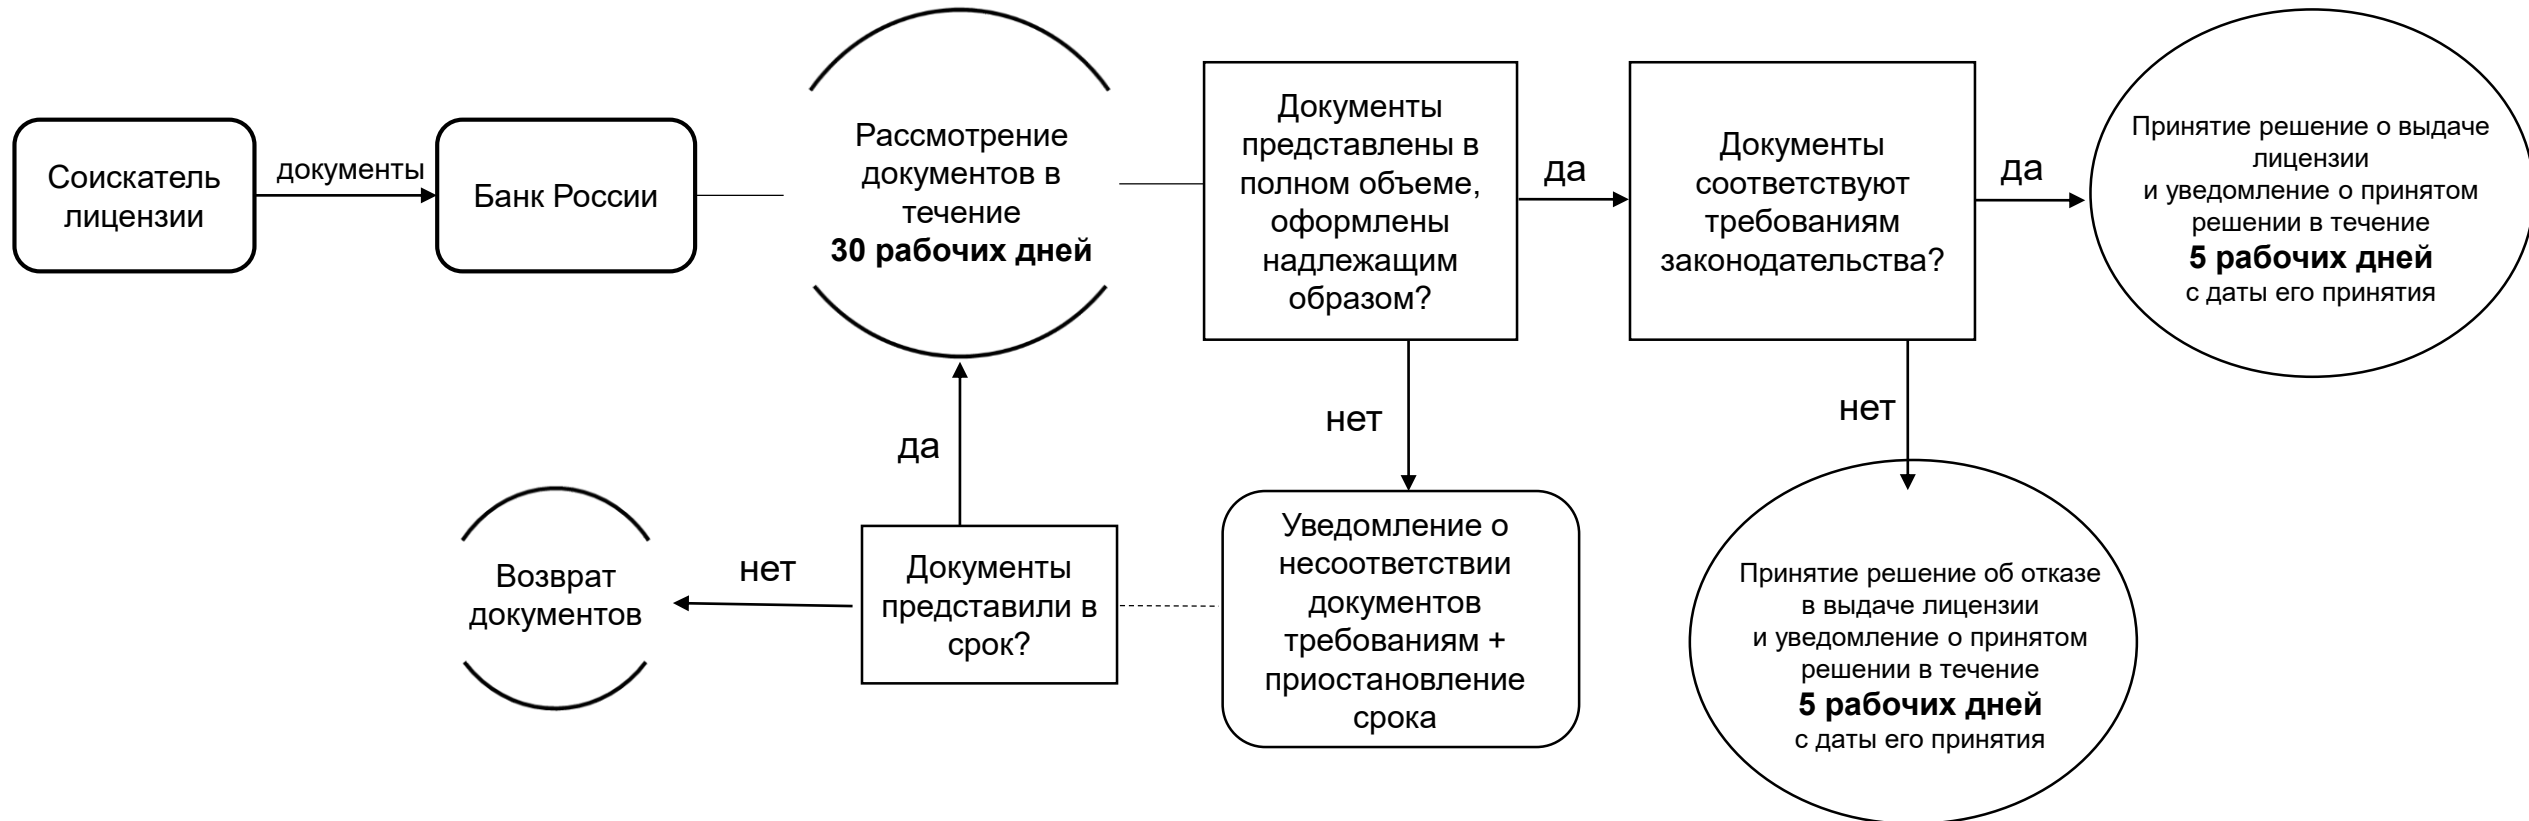 Соискатель
лицензии
документы
Банк России
Рассмотрение
документов в
течение
30 рабочих дней
Документы
представлены в
полном объеме,
оформлены
надлежащим
образом?
да
Документы
соответствуют
требованиям
законодательства?
да
Принятие решение о выдаче
лицензии
и уведомление о принятом
решении в течение
5 рабочих дней
с даты его принятия
нет
нет
да
Возврат
документов
нет
Документы
представили в
срок?
Уведомление о
несоответствии
документов
требованиям +
приостановление
срока
Принятие решение об отказе
в выдаче лицензии
и уведомление о принятом
решении в течение
5 рабочих дней
с даты его принятия